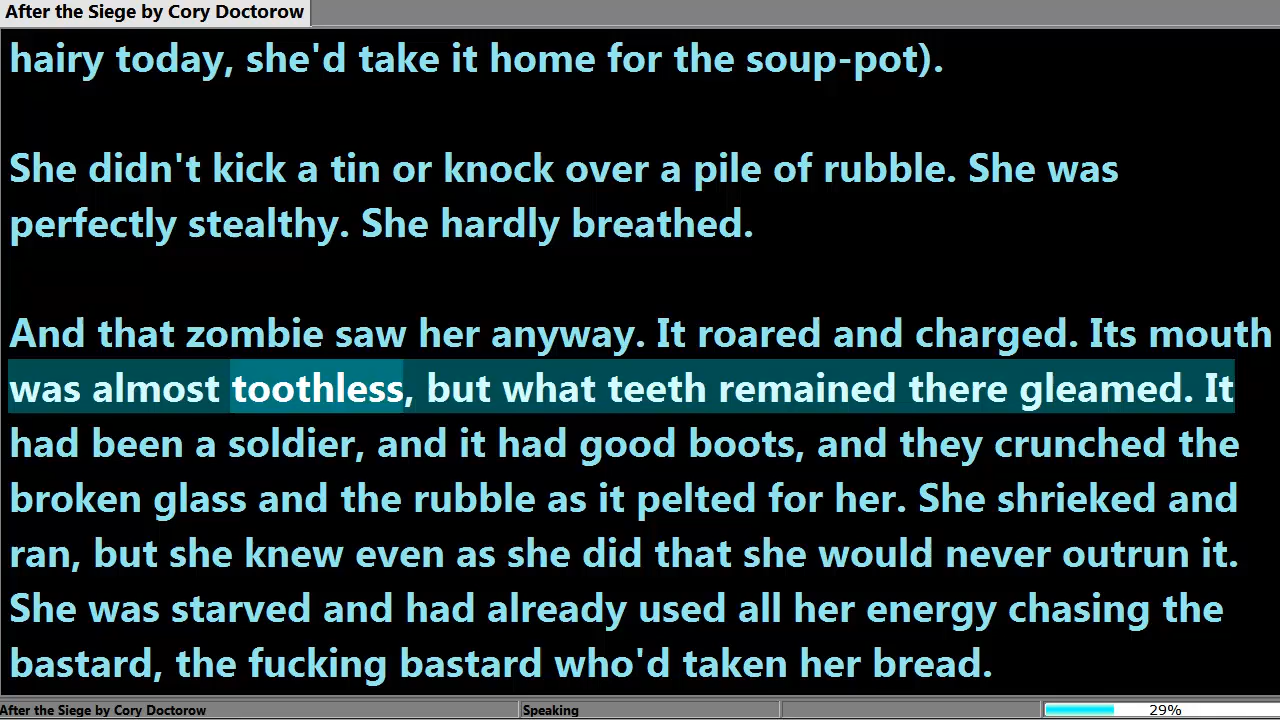 After the Siege by Cory Doctorow
hairy today, she'd take it home for the soup-pot).
She didn't kick a tin or knock over a pile of rubble. She was
perfectly stealthy. She hardly breathed.
And that zombie saw her anyway. It roared and charged. Its mouth
was almost toothless, but what teeth remained there gleamed. It
had been a soldier, and it had good boots, and they crunched the
broken glass and the rubble as it pelted for her. She shrieked and
ran, but she knew even as she did that she would never outrun it.
She was starved and had already used all her energy chasing the
bastard, the fucking bastard who'd taken her bread.
After the Siege by Cory Doctorow Speaking 29%